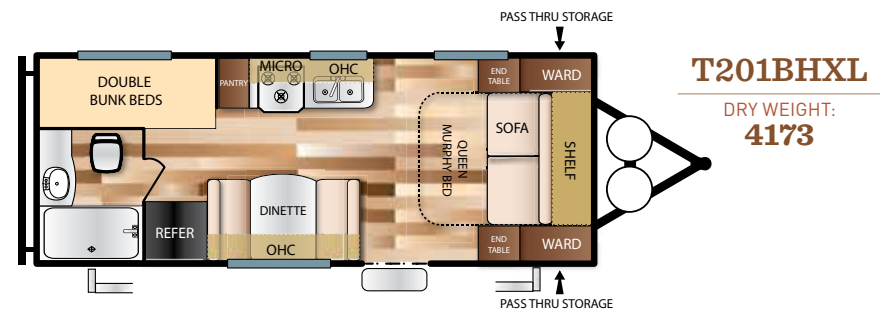 PASS THRU STORAGE
T201BHXL
DRY WEIGHT:
4173
DOUBLE
BUNK BEDS
PANTRY
MICRO
OHC
END
TABLE
WARD
QUEEN
MURPHY BED
SOFA
SHELF
REFER
DINETTE
OHC
END
TABLE
WARD
PASS THRU STORAGE